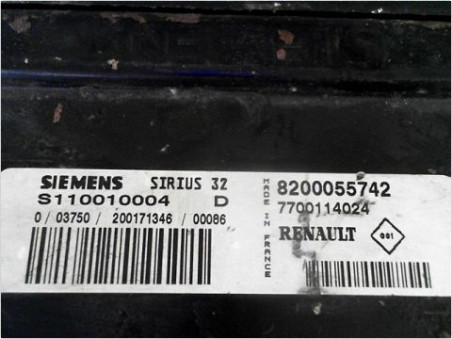 SIEMENS SIRIUS 32
S110010004 D
0 / 03750 / 200171346 / 00086
MADE IN FRANCE
8200055742
7700114024
RENAULT 001